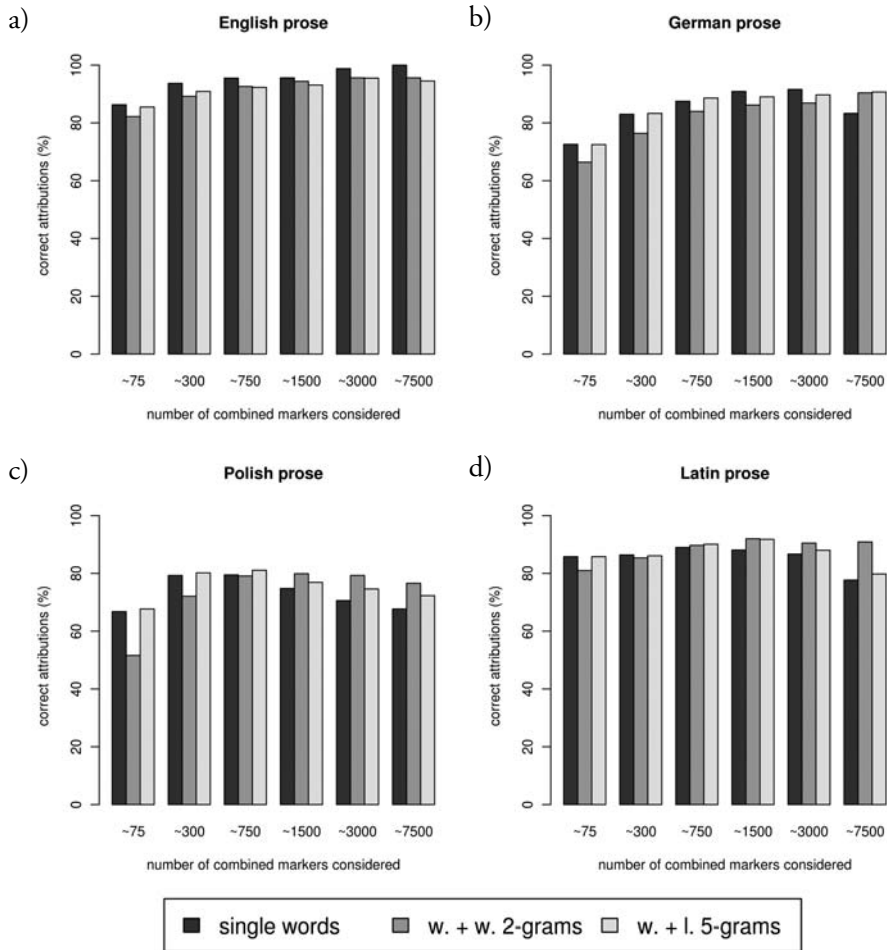 a)
English prose
correct attributions (%)
0 20 40 60 80 100
~75 ~300 ~750 ~1500 ~3000 ~7500
number of combined markers considered
b)
German prose
correct attributions (%)
0 20 40 60 80 100
~75 ~300 ~750 ~1500 ~3000 ~7500
number of combined markers considered
c)
Polish prose
correct attributions (%)
0 20 40 60 80 100
~75 ~300 ~750 ~1500 ~3000 ~7500
number of combined markers considered
d)
Latin prose
correct attributions (%)
0 20 40 60 80 100
~75 ~300 ~750 ~1500 ~3000 ~7500
number of combined markers considered
single words w. + w. 2-grams w. + l. 5-grams